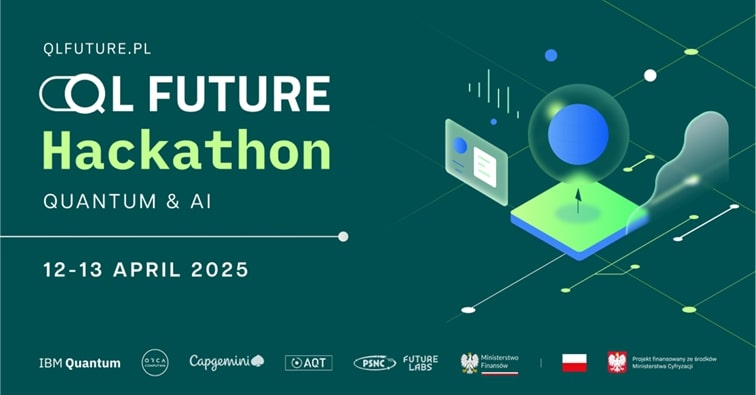 QLFUTURE.PL
QL FUTURE
Hackathon
QUANTUM & AI
12-13 APRIL 2025
IBM Quantum
ORCA
COMPUTING
Capgemini
AQT
PSNC
FUTURE
LABS
Ministerstwo
Finansów
Projekt finansowany ze środków
Ministerstwa Cyfryzacji